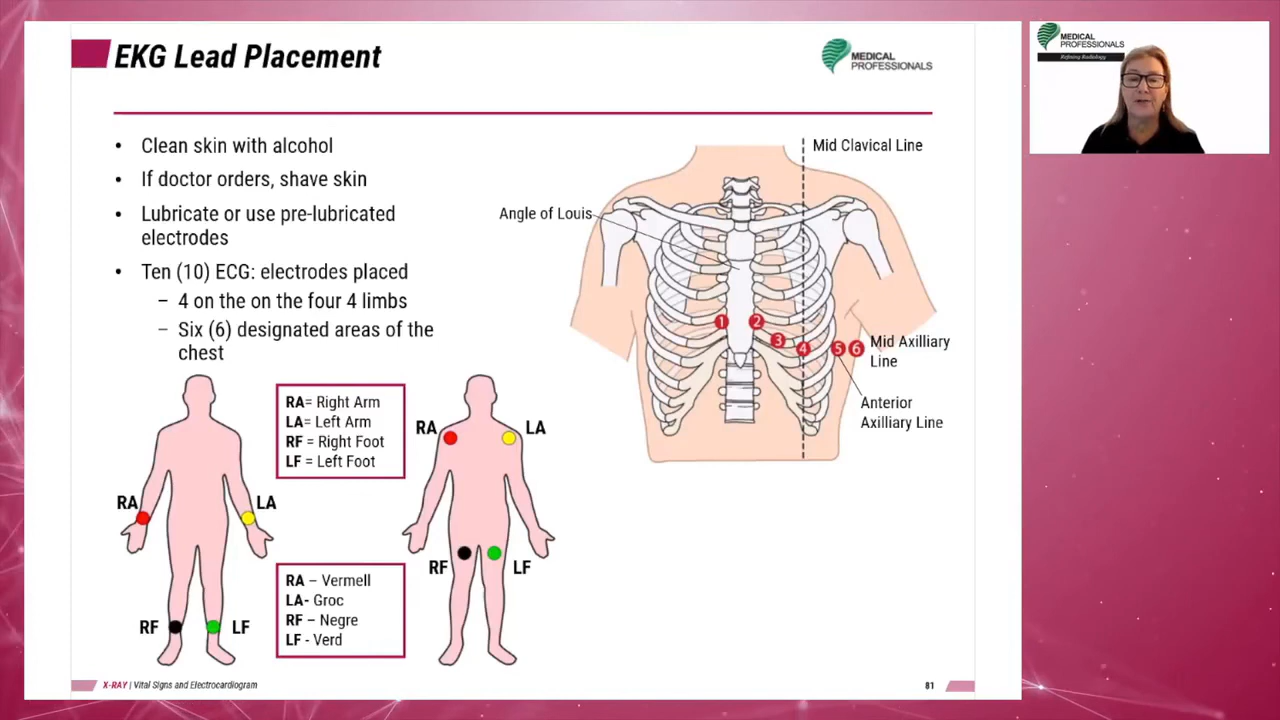 EKG Lead Placement
MEDICAL
PROFESSIONALS
• Clean skin with alcohol
• If doctor orders, shave skin
• Lubricate or use pre-lubricated
electrodes
• Ten (10) ECG: electrodes placed
– 4 on the on the four 4 limbs
– Six (6) designated areas of the
chest
Mid Clavical Line
Angle of Louis
1
2
3
4
5
6
Mid Axilliary
Line
Anterior
Axilliary Line
RA= Right Arm
LA= Left Arm
RF = Right Foot
LF = Left Foot
RA
LA
RF
LF
RA
LA
RF
LF
RA – Vermell
LA- Groc
RF – Negre
LF - Verd
X-RAY | Vital Signs and Electrocardiogram
81
MEDICAL
PROFESSIONALS
Refining Radiology